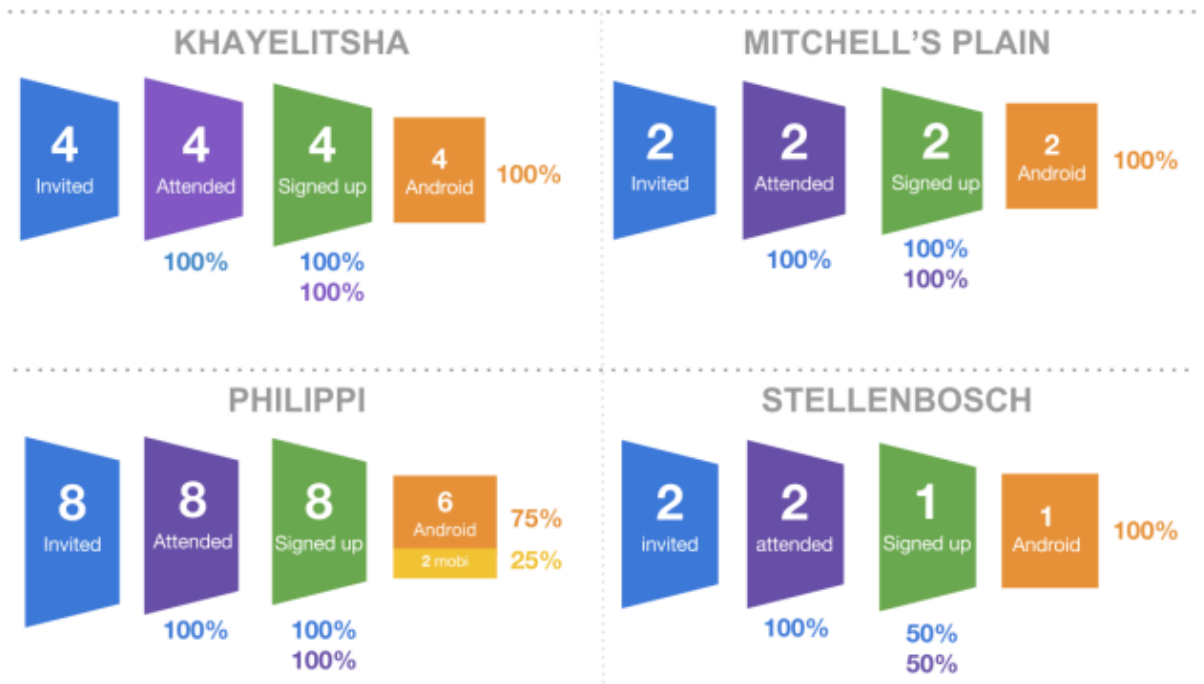 KHAYELITSHA
4
Invited
4
Attended
4
Signed up
4
Android
100%
100%
100%
100%
MITCHELL'S PLAIN
2
Invited
2
Attended
2
Signed up
2
Android
100%
100%
100%
100%
PHILIPPI
8
Invited
8
Attended
8
Signed up
6
Android
2 mobi
75%
25%
100%
100%
100%
STELLENBOSCH
2
invited
2
attended
1
Signed up
1
Android
100%
100%
50%
50%